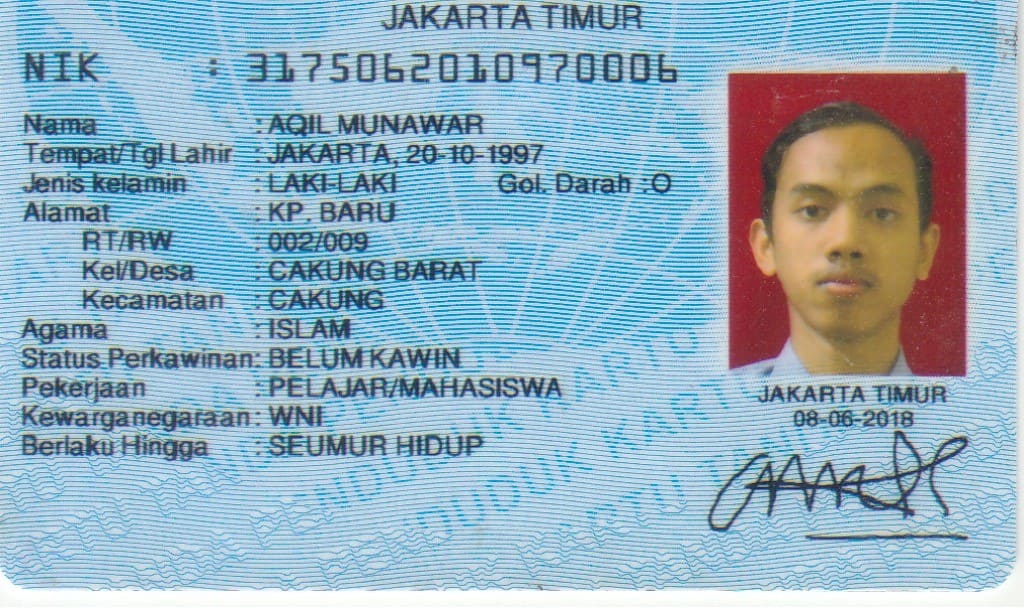 JAKARTA TIMUR
NIK : 3175062010970006
Nama : AQIL MUNAWAR
Tempat/Tgl Lahir : JAKARTA, 20-10-1997
Jenis kelamin : LAKI-LAKI Gol. Darah : O
Alamat : KP. BARU
RT/RW : 002/009
Kel/Desa : CAKUNG BARAT
Kecamatan : CAKUNG
Agama : ISLAM
Status Perkawinan: BELUM KAWIN
Pekerjaan : PELAJAR/MAHASISWA
Kewarganegaraan: WNI
Berlaku Hingga : SEUMUR HIDUP
JAKARTA TIMUR
08-06-2018